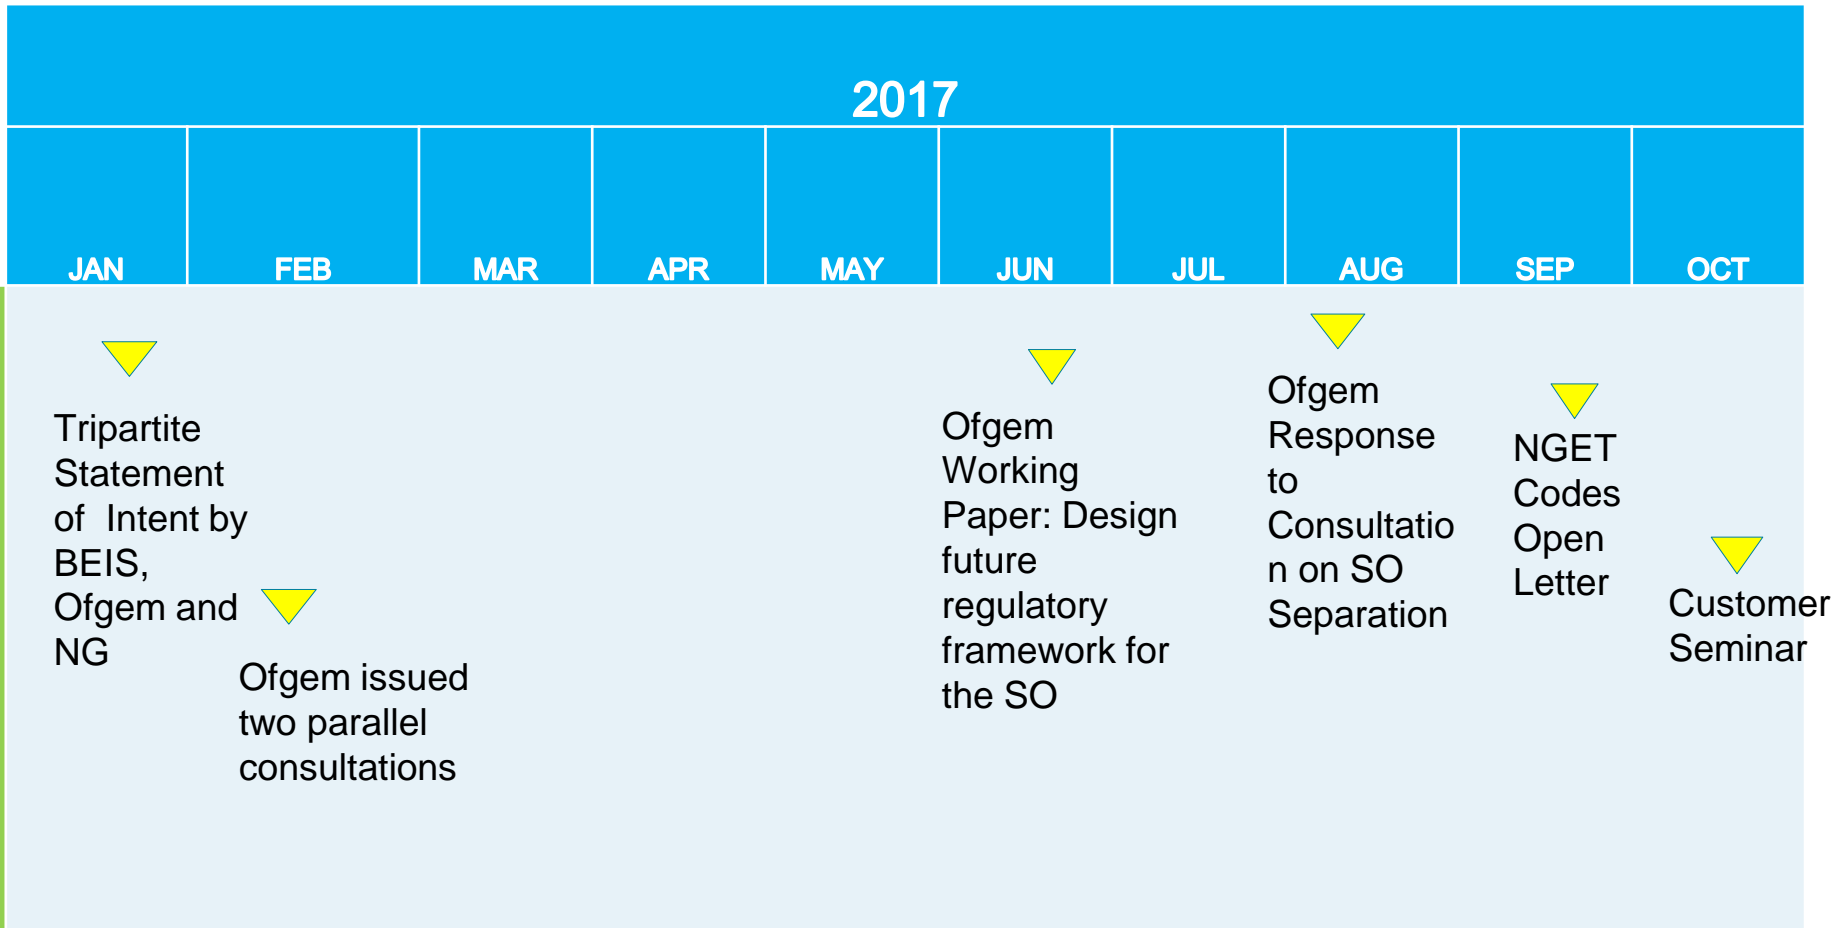 2017
JAN FEB MAR APR MAY JUN JUL AUG SEP OCT
Tripartite
Statement
of Intent by
BEIS,
Ofgem and
NG
Ofgem issued
two parallel
consultations
Ofgem
Working
Paper: Design
future
regulatory
framework for
the SO
Ofgem
Response
to
Consultatio
n on SO
Separation
NGET
Codes
Open
Letter
Customer
Seminar